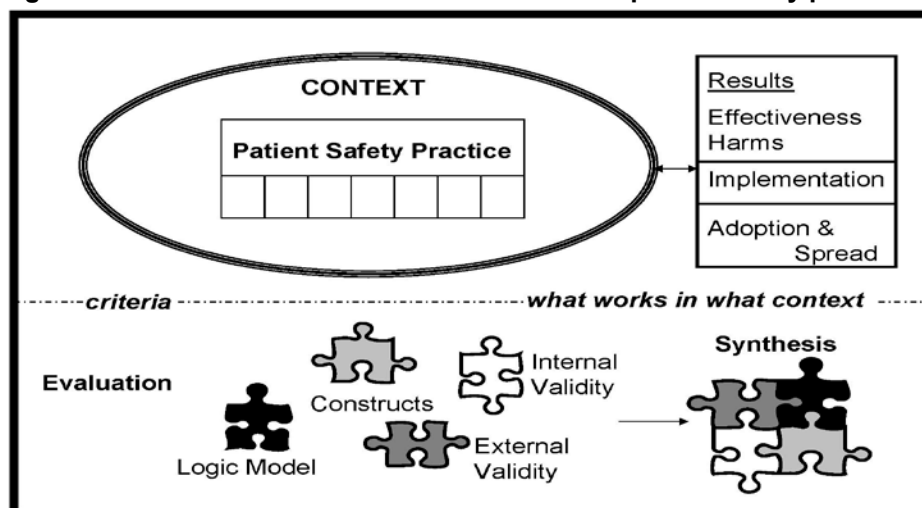 CONTEXT
Patient Safety Practice
Results
Effectiveness
Harms
Implementation
Adoption &
Spread
criteria
what works in what context
Evaluation
Logic Model
Constructs
Internal
Validity
External
Validity
Synthesis